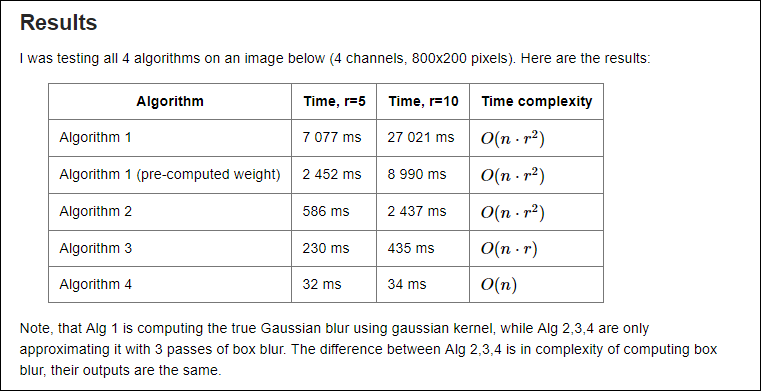 Results
I was testing all 4 algorithms on an image below (4 channels, 800x200 pixels). Here are the results:
Algorithm Time, r=5 Time, r=10 Time complexity
Algorithm 1 7 077 ms 27 021 ms O(n · r²)
Algorithm 1 (pre-computed weight) 2 452 ms 8 990 ms O(n · r²)
Algorithm 2 586 ms 2 437 ms O(n · r²)
Algorithm 3 230 ms 435 ms O(n · r)
Algorithm 4 32 ms 34 ms O(n)
Note, that Alg 1 is computing the true Gaussian blur using gaussian kernel, while Alg 2,3,4 are only
approximating it with 3 passes of box blur. The difference between Alg 2,3,4 is in complexity of computing box
blur, their outputs are the same.